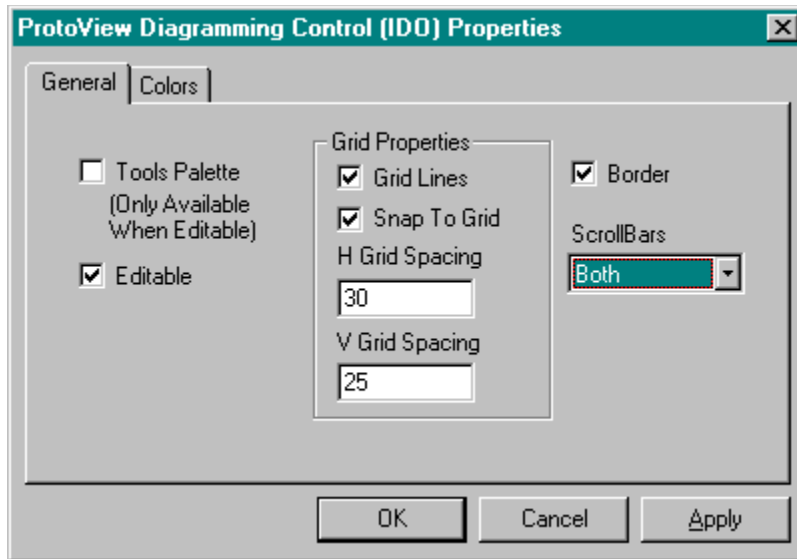 ProtoView Diagramming Control (IDO) Properties
General
Colors
Tools Palette
(Only Available
When Editable)
Editable
Grid Properties
Grid Lines
Snap To Grid
H Grid Spacing
30
V Grid Spacing
25
Border
ScrollBars
Both
OK
Cancel
Apply